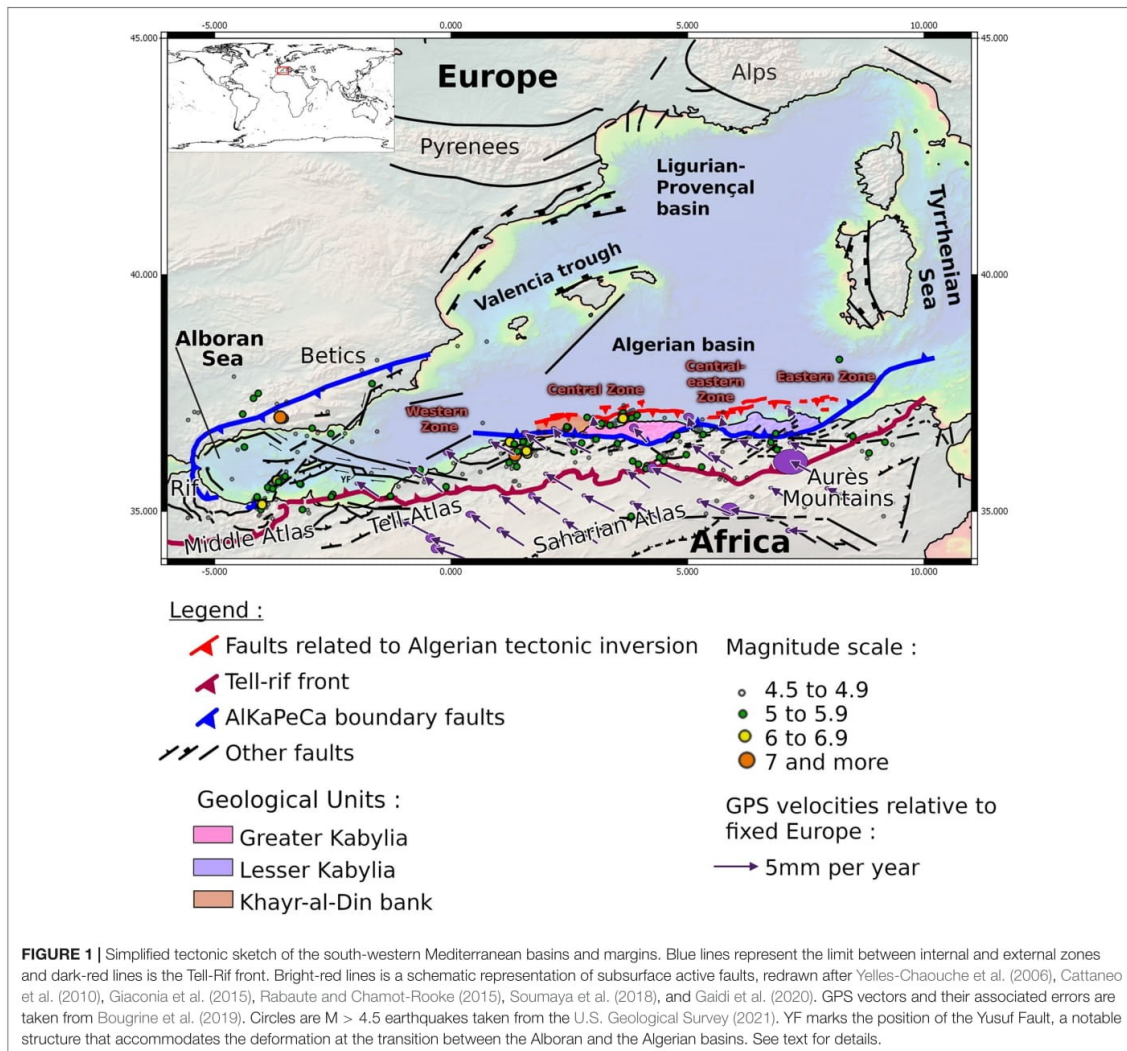 -5.000
0.000
5.000
10.000
45.000
45.000
Europe
Alps
Pyrenees
Ligurian-
Provençal
basin
Tyrrhenian
Sea
40.000
40.000
Valencia trough
Alboran
Sea
Betics
Algerian basin
Central Zone
Central-
eastern
Zone
Eastern Zone
Western
Zone
Rif
YF
Aurès
Mountains
35.000
35.000
Middle Atlas
Tell Atlas
Saharian Atlas
Africa
-5.000
0.000
5.000
10.000
Legend :
Faults related to Algerian tectonic inversion
Tell-rif front
AlKaPeCa boundary faults
Other faults
Geological Units :
Greater Kabylia
Lesser Kabylia
Khayr-al-Din bank
Magnitude scale :
4.5 to 4.9
5 to 5.9
6 to 6.9
7 and more
GPS velocities relative to
fixed Europe :
5mm per year
FIGURE 1 | Simplified tectonic sketch of the south-western Mediterranean basins and margins. Blue lines represent the limit between internal and external zones
and dark-red lines is the Tell-Rif front. Bright-red lines is a schematic representation of subsurface active faults, redrawn after Yelles-Chaouche et al. (2006), Cattaneo
et al. (2010), Giaconia et al. (2015), Rabaute and Chamot-Rooke (2015), Soumaya et al. (2018), and Gaidi et al. (2020). GPS vectors and their associated errors are
taken from Bougrine et al. (2019). Circles are M > 4.5 earthquakes taken from the U.S. Geological Survey (2021). YF marks the position of the Yusuf Fault, a notable
structure that accommodates the deformation at the transition between the Alboran and the Algerian basins. See text for details.